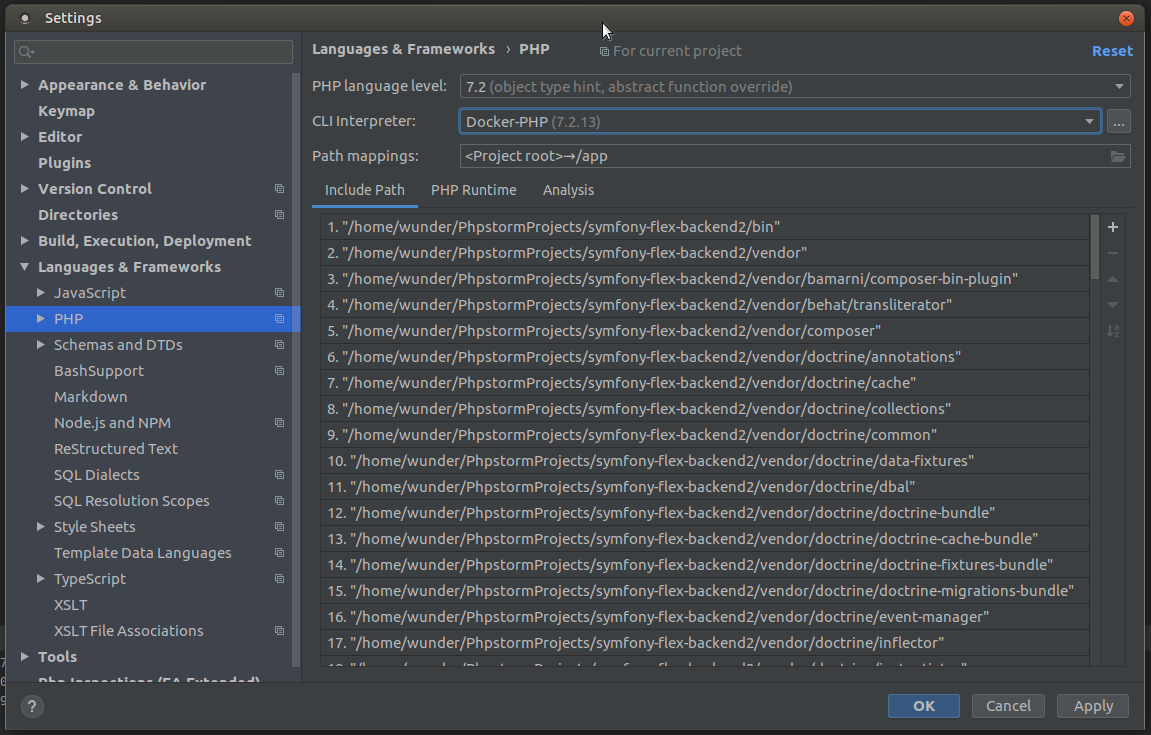 Settings
Appearance & Behavior
Keymap
Editor
Plugins
Version Control
Directories
Build, Execution, Deployment
Languages & Frameworks
JavaScript
PHP
Schemas and DTDs
BashSupport
Markdown
Node.js and NPM
ReStructured Text
SQL Dialects
SQL Resolution Scopes
Style Sheets
Template Data Languages
TypeScript
XSLT
XSLT File Associations
Tools
Php Inspections (EA Extended)
Languages & Frameworks › PHP
For current project
Reset
PHP language level: 7.2 (object type hint, abstract function override)
CLI Interpreter: Docker-PHP (7.2.13) ...
Path mappings: <Project root>→/app
Include Path PHP Runtime Analysis
1. "/home/wunder/PhpstormProjects/symfony-flex-backend2/bin"
2. "/home/wunder/PhpstormProjects/symfony-flex-backend2/vendor"
3. "/home/wunder/PhpstormProjects/symfony-flex-backend2/vendor/bamarni/composer-bin-plugin"
4. "/home/wunder/PhpstormProjects/symfony-flex-backend2/vendor/behat/transliterator"
5. "/home/wunder/PhpstormProjects/symfony-flex-backend2/vendor/composer"
6. "/home/wunder/PhpstormProjects/symfony-flex-backend2/vendor/doctrine/annotations"
7. "/home/wunder/PhpstormProjects/symfony-flex-backend2/vendor/doctrine/cache"
8. "/home/wunder/PhpstormProjects/symfony-flex-backend2/vendor/doctrine/collections"
9. "/home/wunder/PhpstormProjects/symfony-flex-backend2/vendor/doctrine/common"
10. "/home/wunder/PhpstormProjects/symfony-flex-backend2/vendor/doctrine/data-fixtures"
11. "/home/wunder/PhpstormProjects/symfony-flex-backend2/vendor/doctrine/dbal"
12. "/home/wunder/PhpstormProjects/symfony-flex-backend2/vendor/doctrine/doctrine-bundle"
13. "/home/wunder/PhpstormProjects/symfony-flex-backend2/vendor/doctrine/doctrine-cache-bundle"
14. "/home/wunder/PhpstormProjects/symfony-flex-backend2/vendor/doctrine/doctrine-fixtures-bundle"
15. "/home/wunder/PhpstormProjects/symfony-flex-backend2/vendor/doctrine/doctrine-migrations-bundle"
16. "/home/wunder/PhpstormProjects/symfony-flex-backend2/vendor/doctrine/event-manager"
17. "/home/wunder/PhpstormProjects/symfony-flex-backend2/vendor/doctrine/inflector"
?
OK Cancel Apply